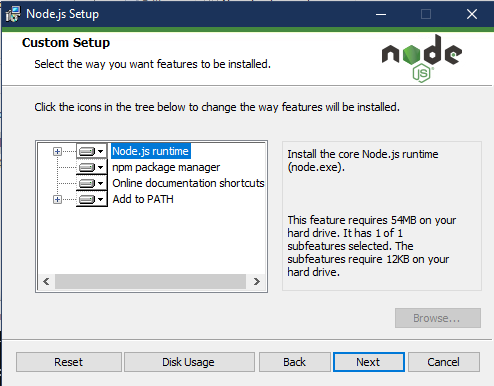 Node.js Setup
Custom Setup
Select the way you want features to be installed.
node
JS
Click the icons in the tree below to change the way features will be installed.
Node.js runtime
npm package manager
Online documentation shortcuts
Add to PATH
Install the core Node.js runtime
(node.exe).
This feature requires 54MB on your
hard drive. It has 1 of 1
subfeatures selected. The
subfeatures require 12KB on your
hard drive.
Browse...
Reset
Disk Usage
Back
Next
Cancel